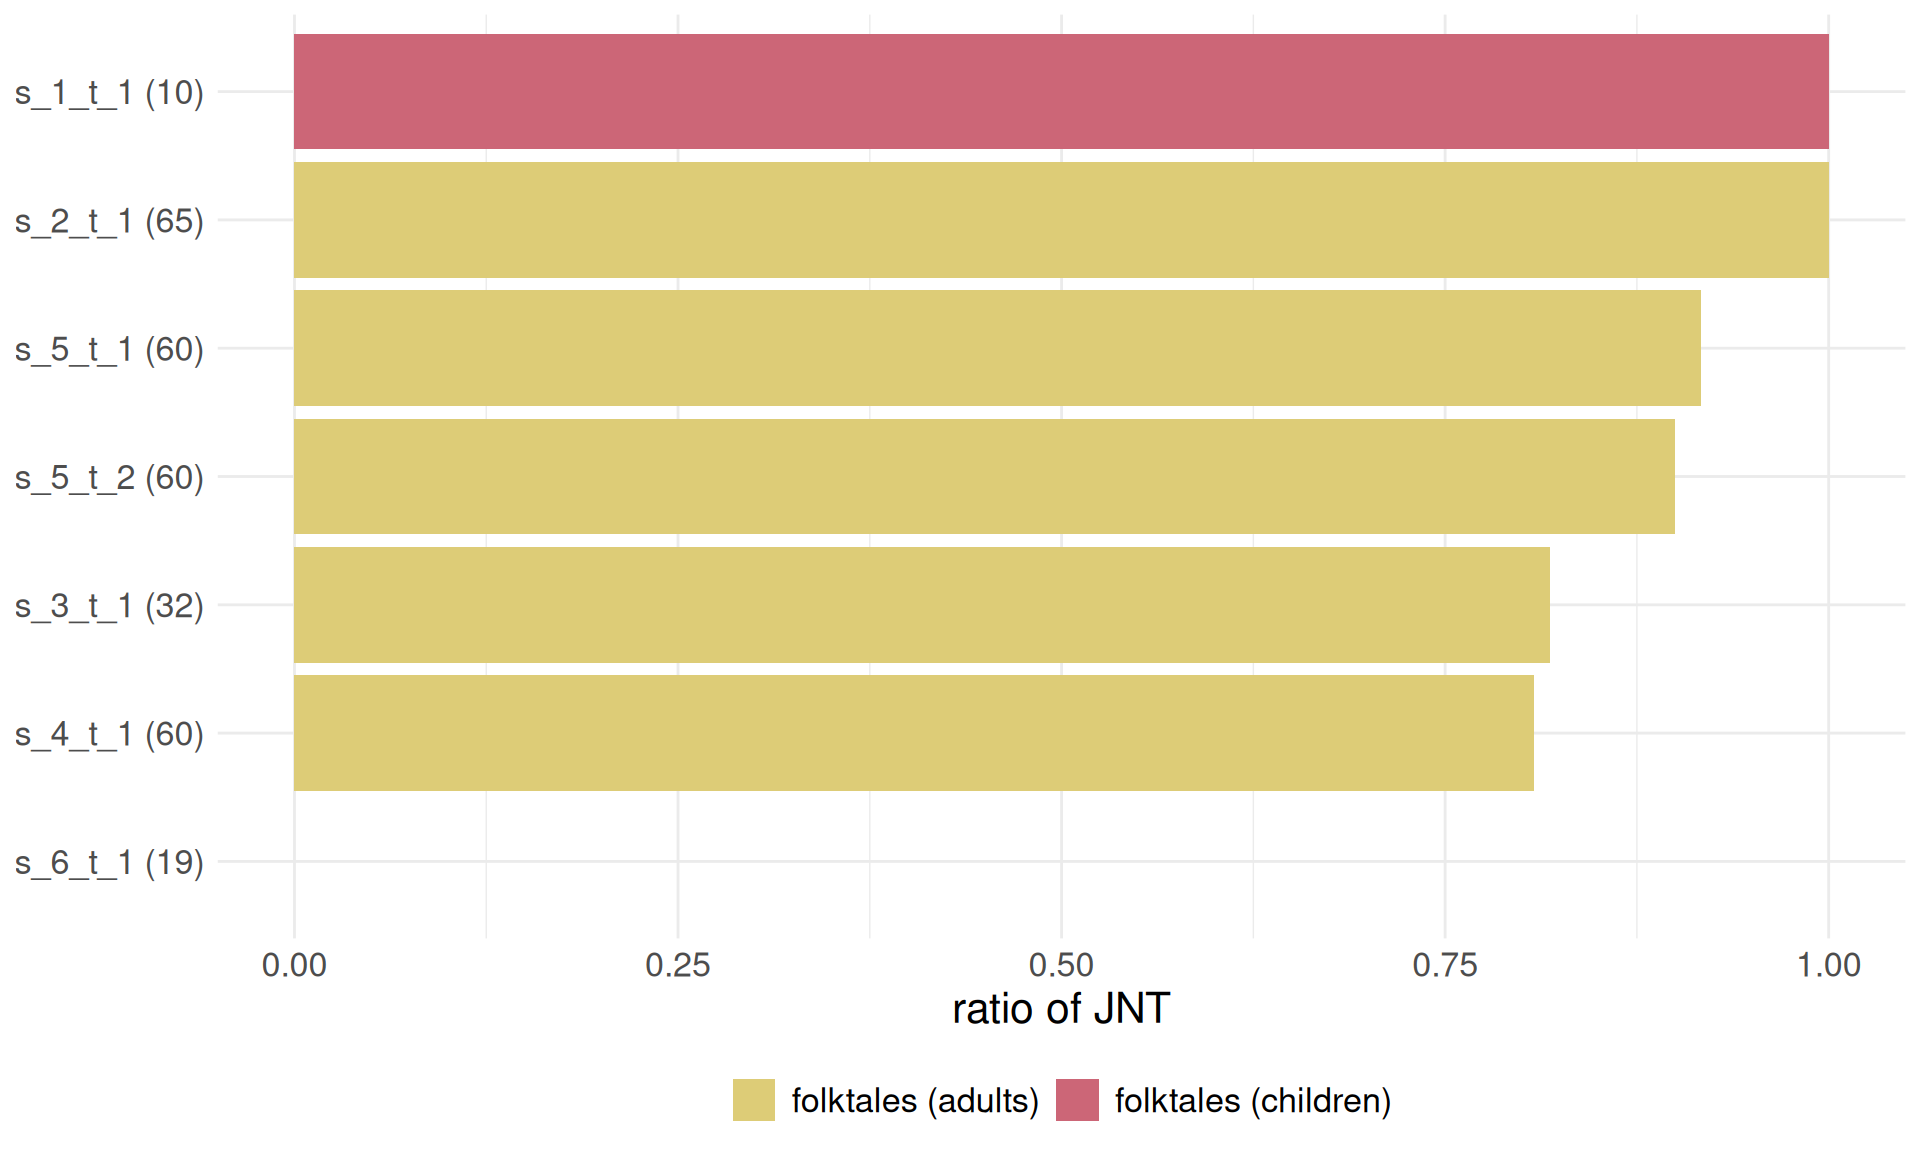 s_1_t_1 (10)
s_2_t_1 (65)
s_5_t_1 (60)
s_5_t_2 (60)
s_3_t_1 (32)
s_4_t_1 (60)
s_6_t_1 (19)
0.00 0.25 0.50 0.75 1.00
ratio of JNT
folktales (adults) folktales (children)